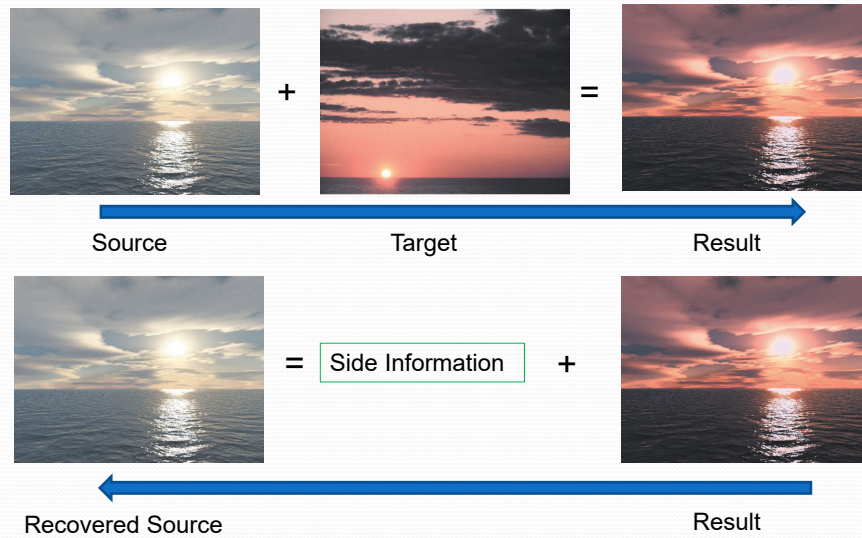 +
=
Source
Target
Result
=
Side Information
+
Recovered Source
Result